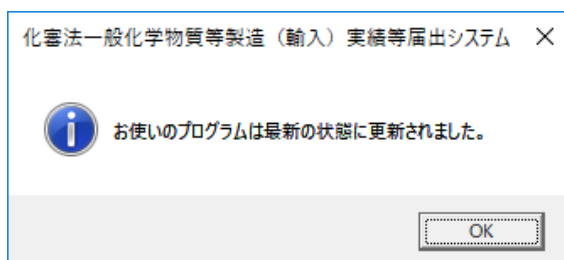 化審法一般化学物質等製造（輸入）実績等届出システム
お使いのプログラムは最新の状態に更新されました。
OK